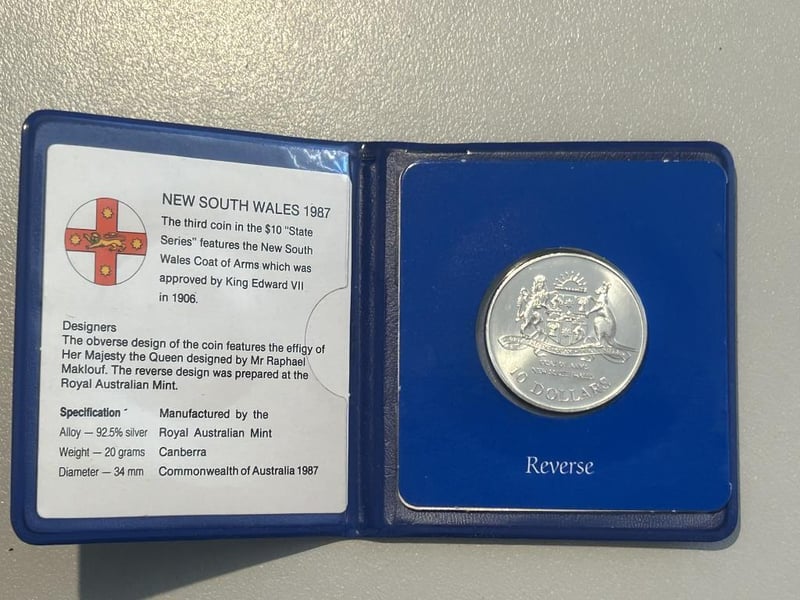 NEW SOUTH WALES 1987
The third coin in the $10 "State
Series" features the New South
Wales Coat of Arms which was
approved by King Edward VII
in 1906.
Designers
The obverse design of the coin features the effigy of
Her Majesty the Queen designed by Mr Raphael
Maklouf. The reverse design was prepared at the
Royal Australian Mint.
Specification
Manufactured by the
Alloy — 92.5% silver
Royal Australian Mint
Weight — 20 grams
Canberra
Diameter — 34 mm
Commonwealth of Australia 1987
NEW SOUTH WALES
10 DOLLARS
Reverse